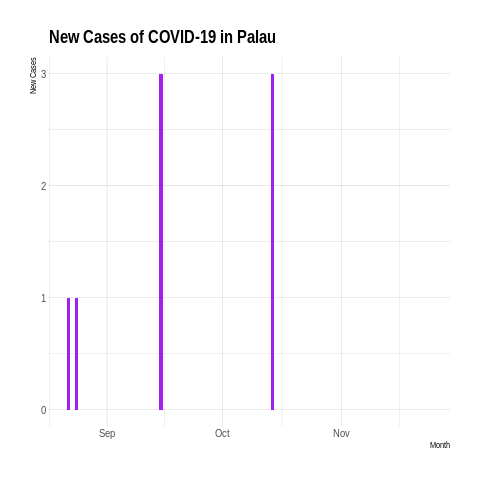 New Cases of COVID-19 in Palau
New Cases
3
2
1
0
Sep Oct Nov
Month